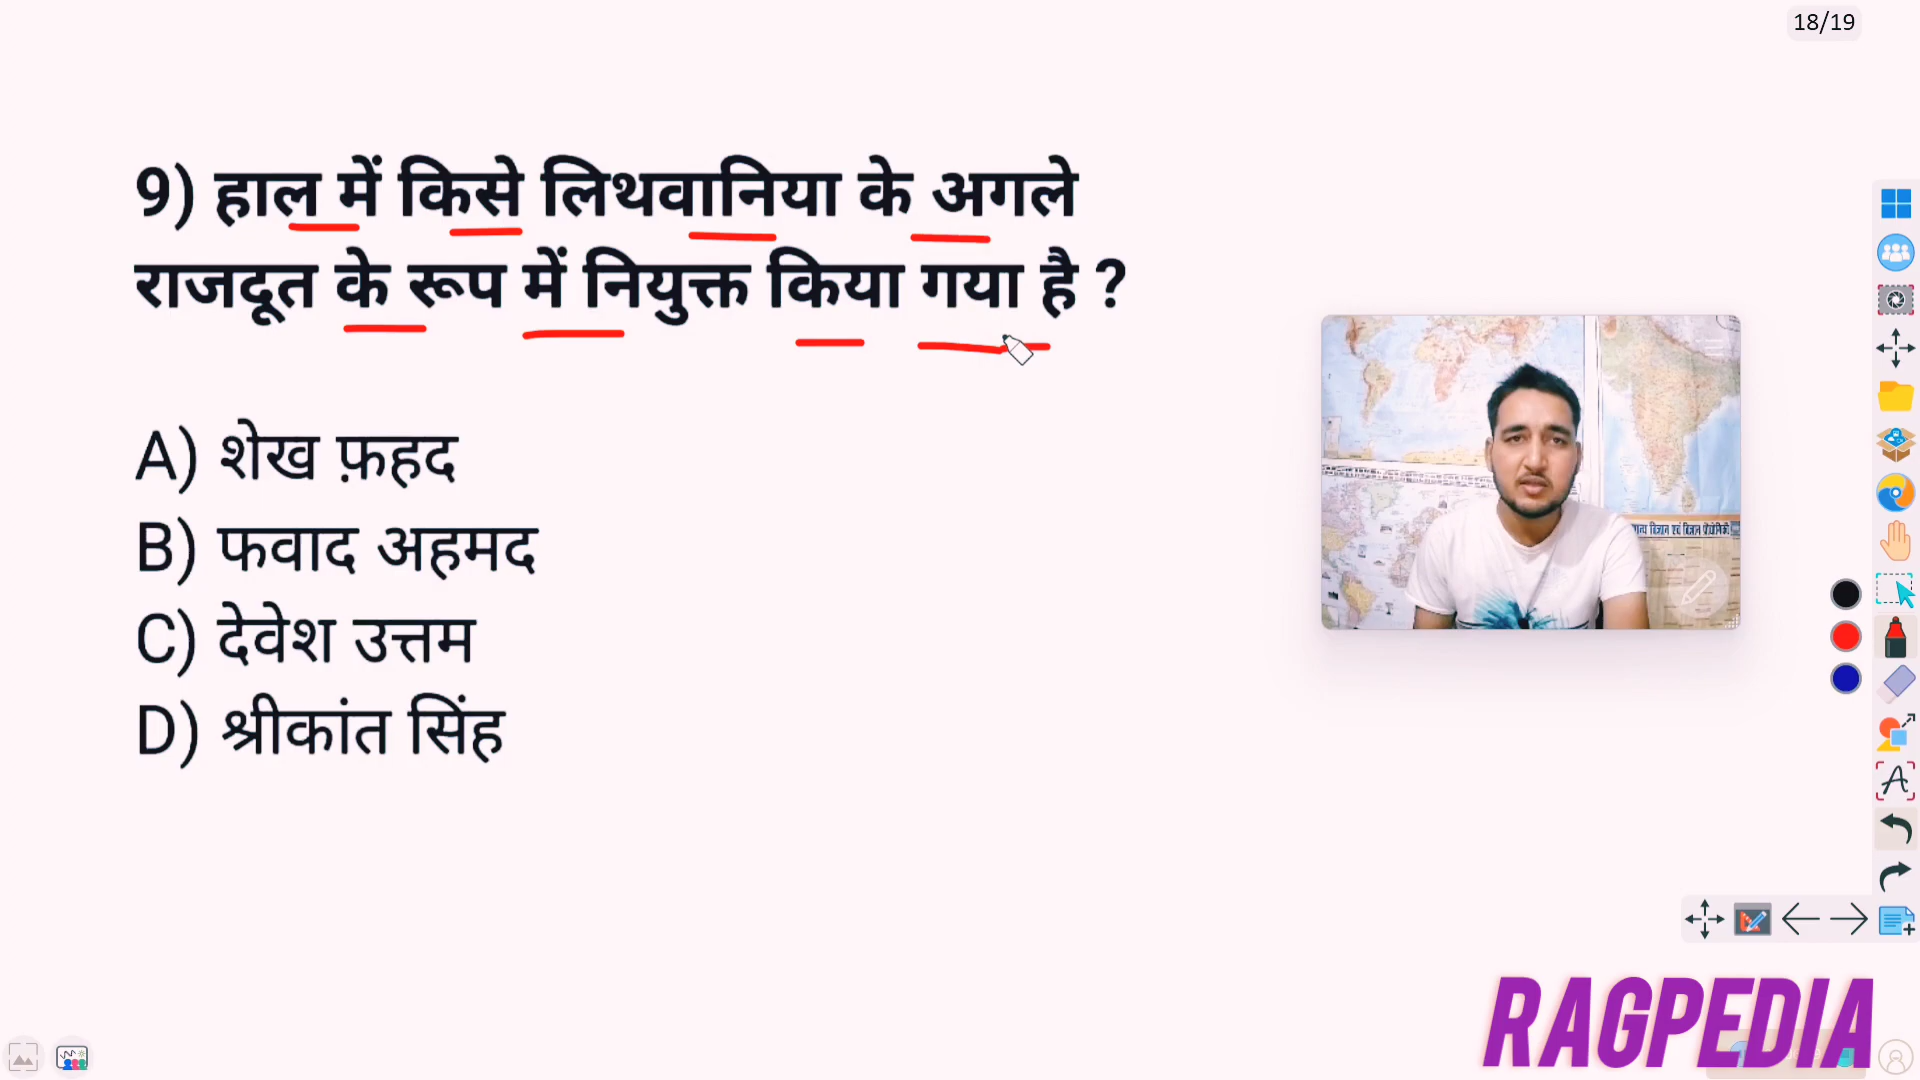 18/19
9) हाल में किसे लिथवानिया के अगले
राजदूत के रूप में नियुक्त किया गया है ?
A) शेख फ़हद
B) फवाद अहमद
C) देवेश उत्तम
D) श्रीकांत सिंह
RAGPEDIA